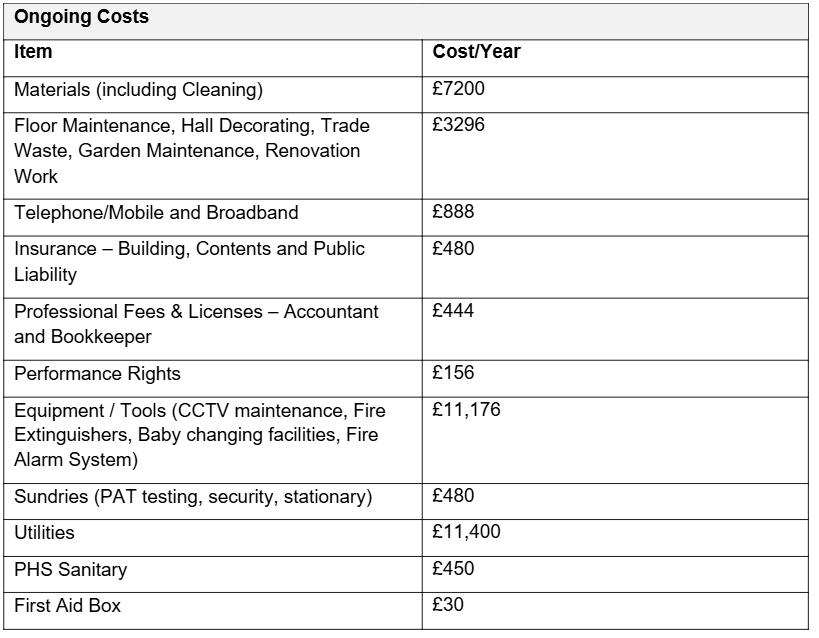 Ongoing Costs
Item Cost/Year
Materials (including Cleaning) £7200
Floor Maintenance, Hall Decorating, Trade £3296
Waste, Garden Maintenance, Renovation
Work
Telephone/Mobile and Broadband £888
Insurance – Building, Contents and Public £480
Liability
Professional Fees & Licenses – Accountant £444
and Bookkeeper
Performance Rights £156
Equipment / Tools (CCTV maintenance, Fire £11,176
Extinguishers, Baby changing facilities, Fire
Alarm System)
Sundries (PAT testing, security, stationary) £480
Utilities £11,400
PHS Sanitary £450
First Aid Box £30